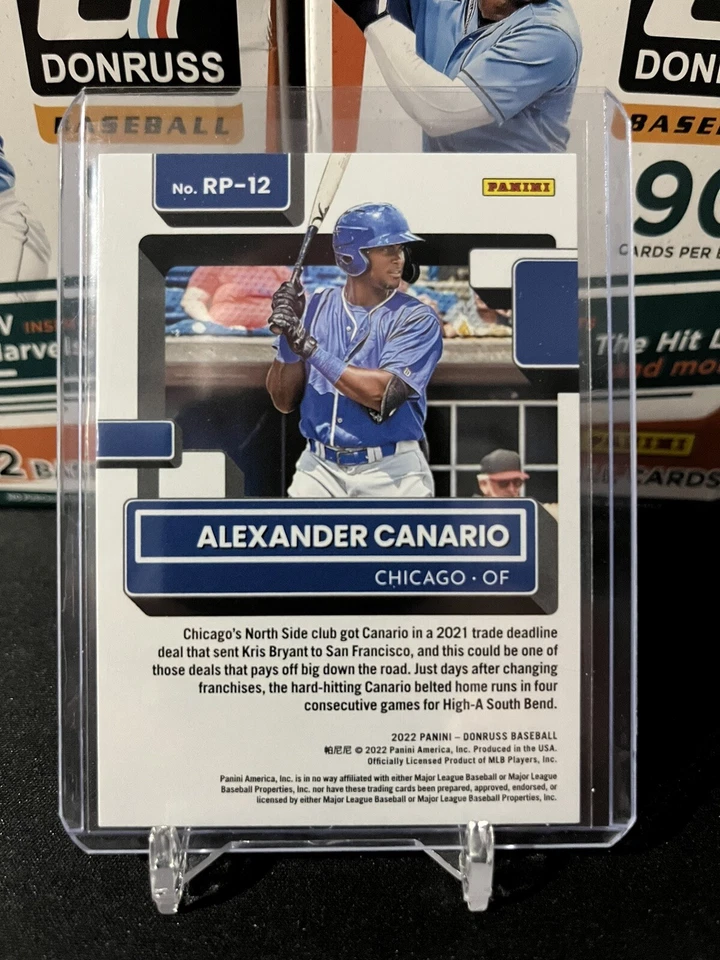 DONRUSS
BASEBALL
DON
BASE
90
CARDS PER
INS
The Hit L
and mo
PANINI
CARDS
No. RP-12
PANINI
ALEXANDER CANARIO
CHICAGO • OF
Chicago's North Side club got Canario in a 2021 trade deadline
deal that sent Kris Bryant to San Francisco, and this could be one of
those deals that pays off big down the road. Just days after changing
franchises, the hard-hitting Canario belted home runs in four
consecutive games for High-A South Bend.
2022 PANINI – DONRUSS BASEBALL
帕尼尼 © 2022 Panini America, Inc. Produced in the USA.
Officially Licensed Product of MLB Players, Inc.
Panini America, Inc. is in no way affiliated with either Major League Baseball or Major League
Baseball Properties, Inc. nor have these trading cards been prepared, approved, endorsed, or
licensed by either Major League Baseball or Major League Baseball Properties, Inc.